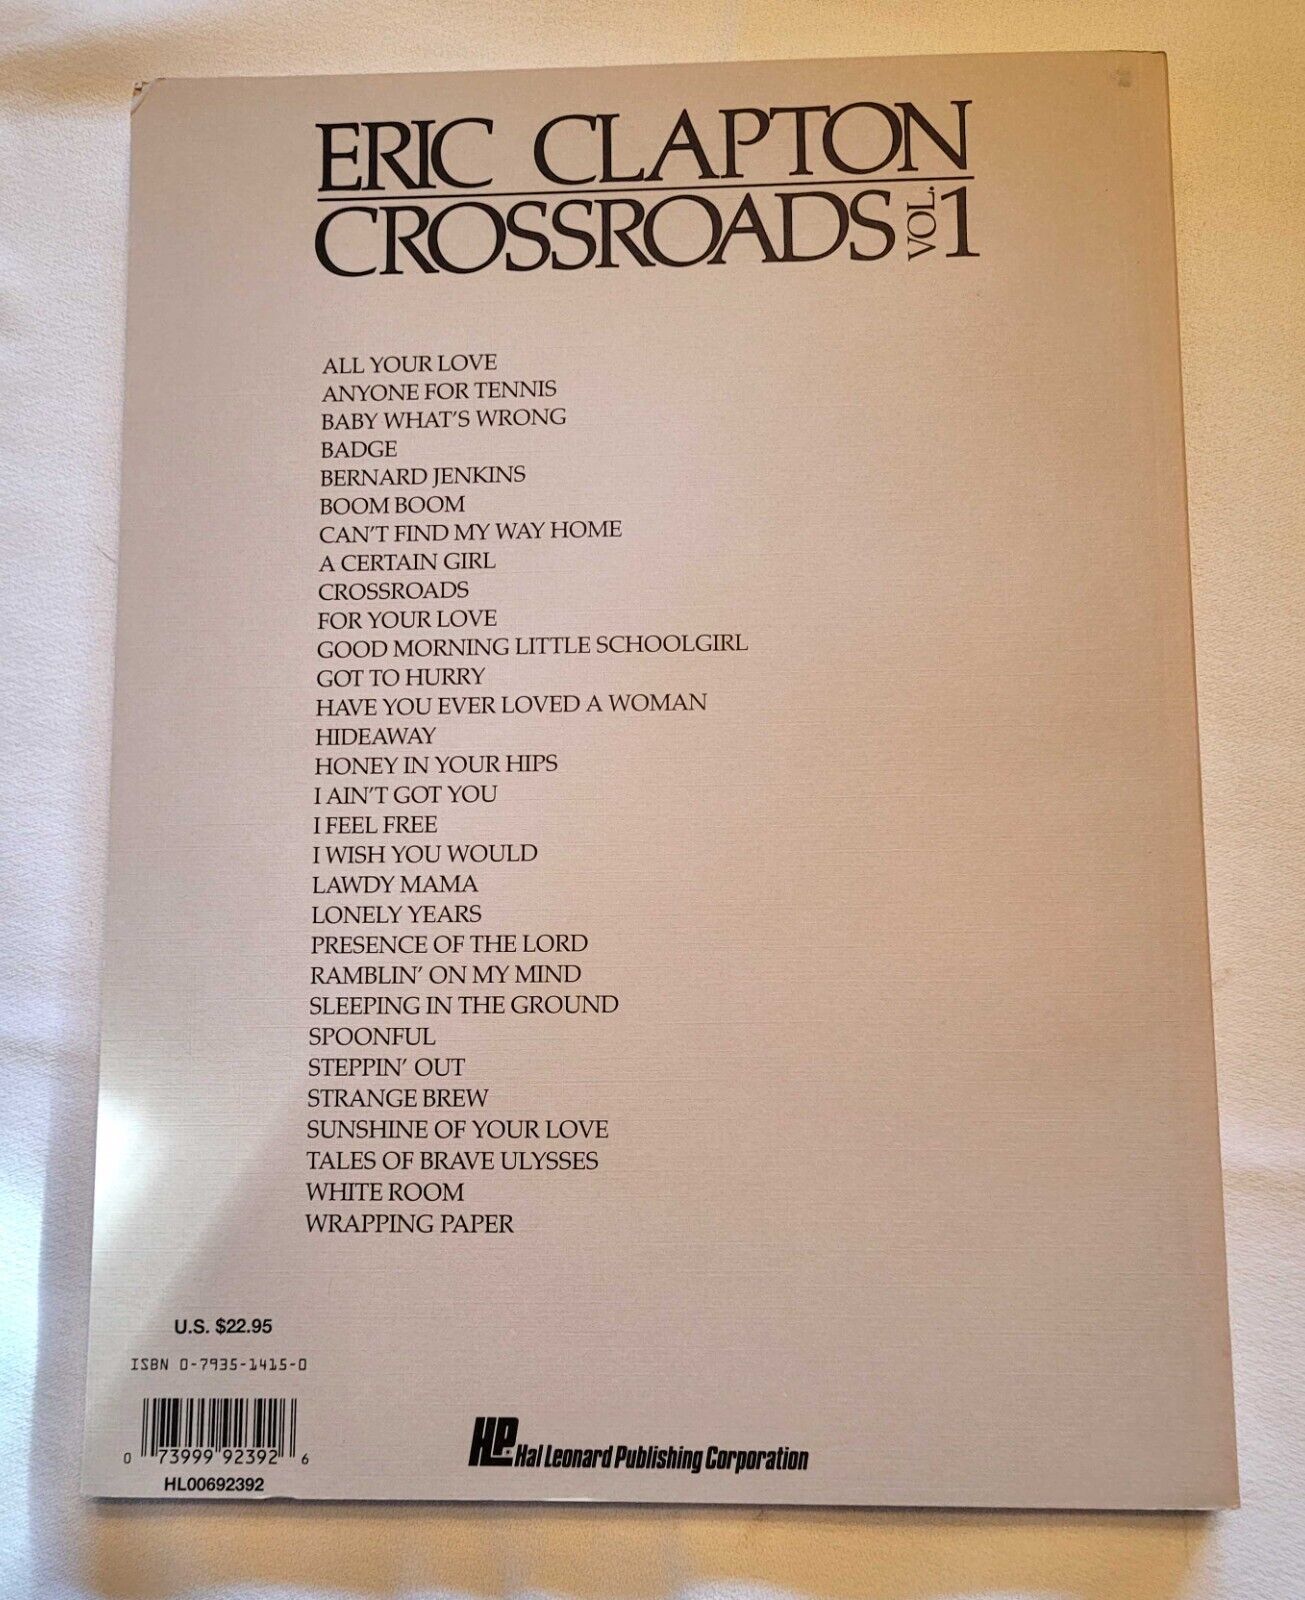 ERIC CLAPTON
CROSSROADS VOL. 1
ALL YOUR LOVE
ANYONE FOR TENNIS
BABY WHAT'S WRONG
BADGE
BERNARD JENKINS
BOOM BOOM
CAN'T FIND MY WAY HOME
A CERTAIN GIRL
CROSSROADS
FOR YOUR LOVE
GOOD MORNING LITTLE SCHOOLGIRL
GOT TO HURRY
HAVE YOU EVER LOVED A WOMAN
HIDEAWAY
HONEY IN YOUR HIPS
I AIN'T GOT YOU
I FEEL FREE
I WISH YOU WOULD
LAWDY MAMA
LONELY YEARS
PRESENCE OF THE LORD
RAMBLIN' ON MY MIND
SLEEPING IN THE GROUND
SPOONFUL
STEPPIN' OUT
STRANGE BREW
SUNSHINE OF YOUR LOVE
TALES OF BRAVE ULYSSES
WHITE ROOM
WRAPPING PAPER
U.S. $22.95
ISBN 0-7935-1415-0
0 73999 92392 6
HL00692392
HP Hal Leonard Publishing Corporation